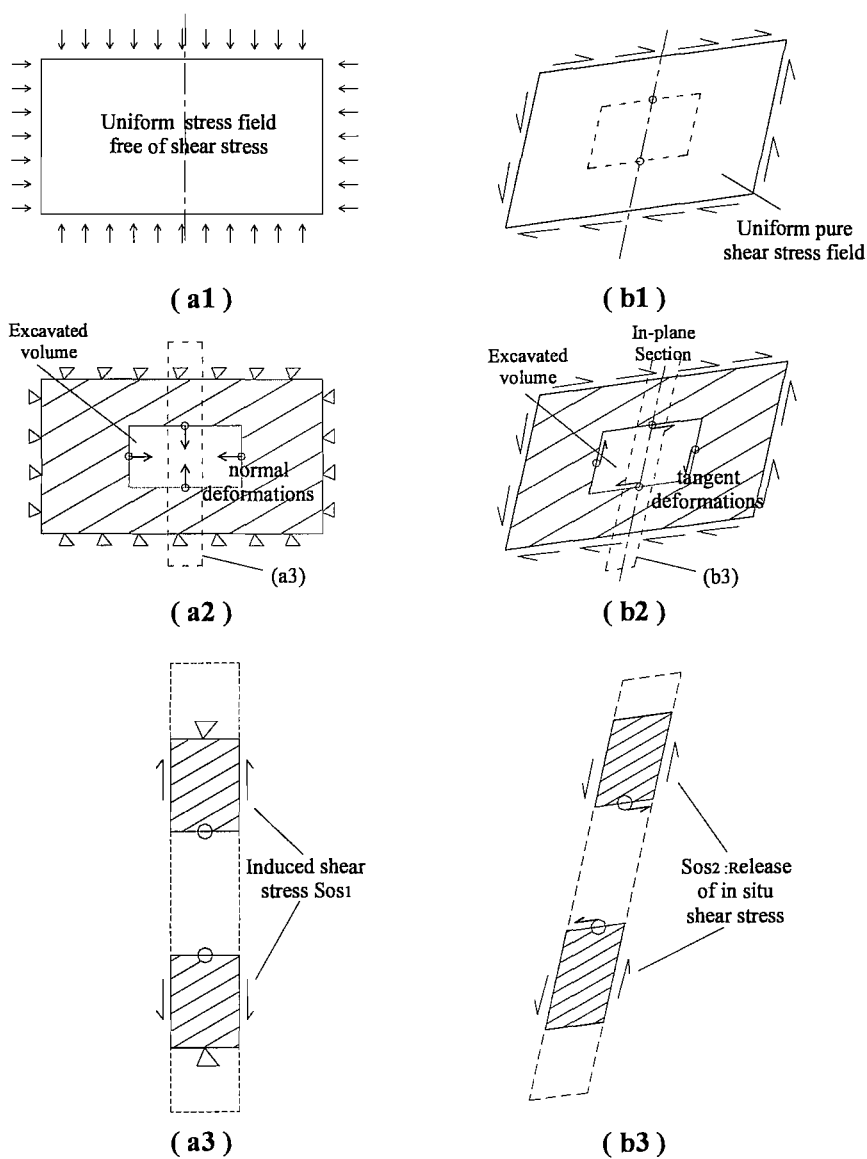 Uniform stress field
free of shear stress
Uniform pure
shear stress field
( a1 )
( b1 )
Excavated
volume
normal
deformations
(a3)
( a2 )
In-plane
Section
Excavated
volume
tangent
deformations
(b3)
( b2 )
Induced shear
stress Sos1
Sos2 :Release
of in situ
shear stress
( a3 )
( b3 )